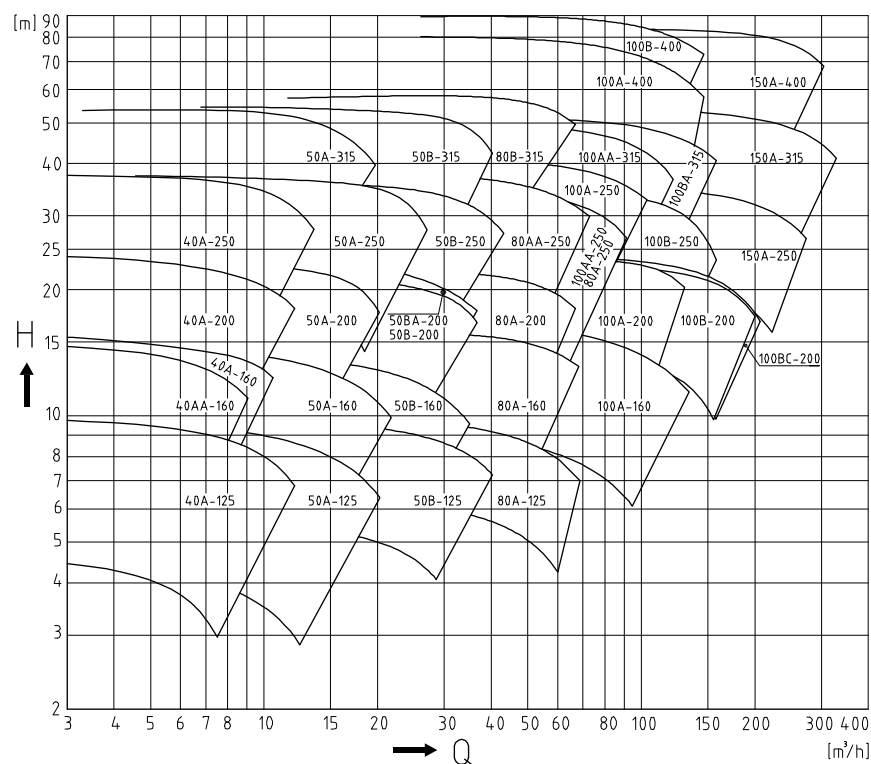 [m] 90
80
70
60
50
40
30
25
20
15
10
8
7
6
5
4
3
2
H
100B-400
100A-400
150A-400
50A-315
50B-315
80B-315
100AA-315
100BA-315
150A-315
100A-250
40A-250
50A-250
50B-250
80AA-250
100AA-250
80A-250
100B-250
150A-250
40A-200
50A-200
50BA-200
50B-200
80A-200
100A-200
100B-200
100BC-200
40A-160
40AA-160
50A-160
50B-160
80A-160
100A-160
40A-125
50A-125
50B-125
80A-125
3 4 5 6 7 8 10 15 20 30 40 50 60 80 100 150 200 300 400
Q
[m³/h]